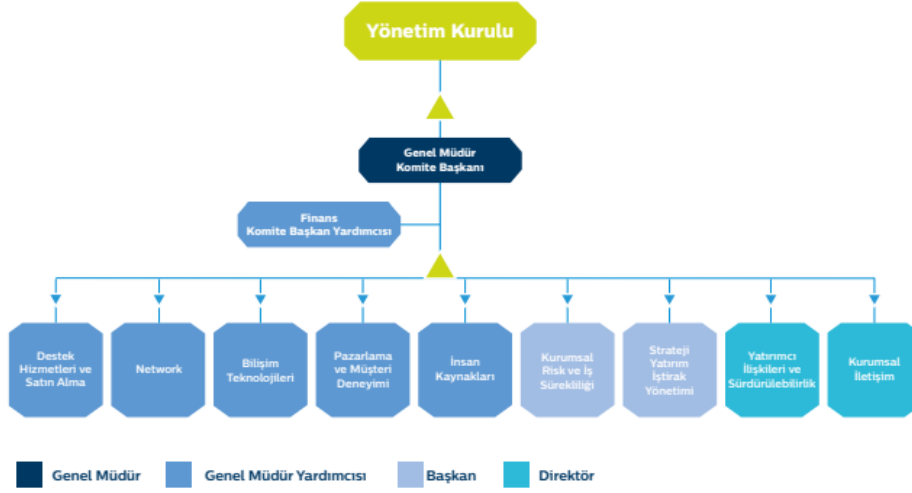 Yönetim Kurulu
Genel Müdür
Komite Başkanı
Finans
Komite Başkan Yardımcısı
Destek
Hizmetleri ve
Satın Alma
Network
Bilişim
Teknolojileri
Pazarlama
ve Müşteri
Deneyimi
İnsan
Kaynakları
Kurumsal
Risk ve İş
Sürekliliği
Strateji
Yatırım
İştirak
Yönetimi
Yatırımcı
İlişkileri ve
Sürdürülebilirlik
Kurumsal
İletişim
Genel Müdür
Genel Müdür Yardımcısı
Başkan
Direktör